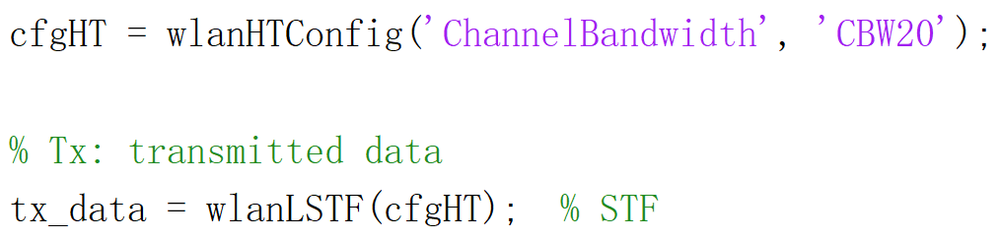 cfgHT = wlanHTConfig('ChannelBandwidth', 'CBW20');
% Tx: transmitted data
tx_data = wlanLSTF(cfgHT);  % STF